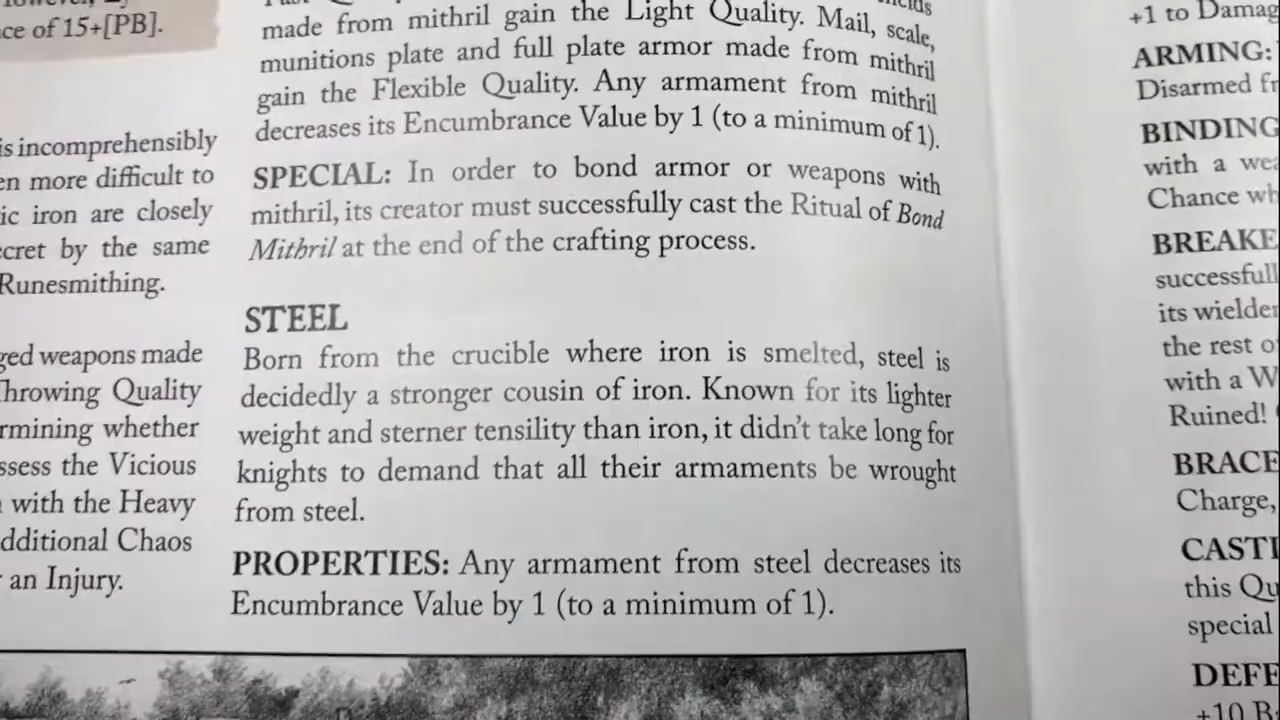 ce of 15+[PB].
is incomprehensibly
en more difficult to
ic iron are closely
cret by the same
Runesmithing.
ged weapons made
Throwing Quality
rmining whether
ssess the Vicious
with the Heavy
dditional Chaos
an Injury.
made from mithril gain the Light Quality. Mail, scale,
munitions plate and full plate armor made from mithril
gain the Flexible Quality. Any armament from mithril
decreases its Encumbrance Value by 1 (to a minimum of 1).
SPECIAL: In order to bond armor or weapons with
mithril, its creator must successfully cast the Ritual of Bond
Mithril at the end of the crafting process.
STEEL
Born from the crucible where iron is smelted, steel is
decidedly a stronger cousin of iron. Known for its lighter
weight and sterner tensility than iron, it didn't take long for
knights to demand that all their armaments be wrought
from steel.
PROPERTIES: Any armament from steel decreases its
Encumbrance Value by 1 (to a minimum of 1).
+1 to Damag
ARMING:
Disarmed fr
BINDING
with a wea
Chance wh
BREAKE
successfull
its wielder
the rest o
with a W
Ruined!
BRACE
Charge,
CASTI
this Qu
special
DEFE
+10 B